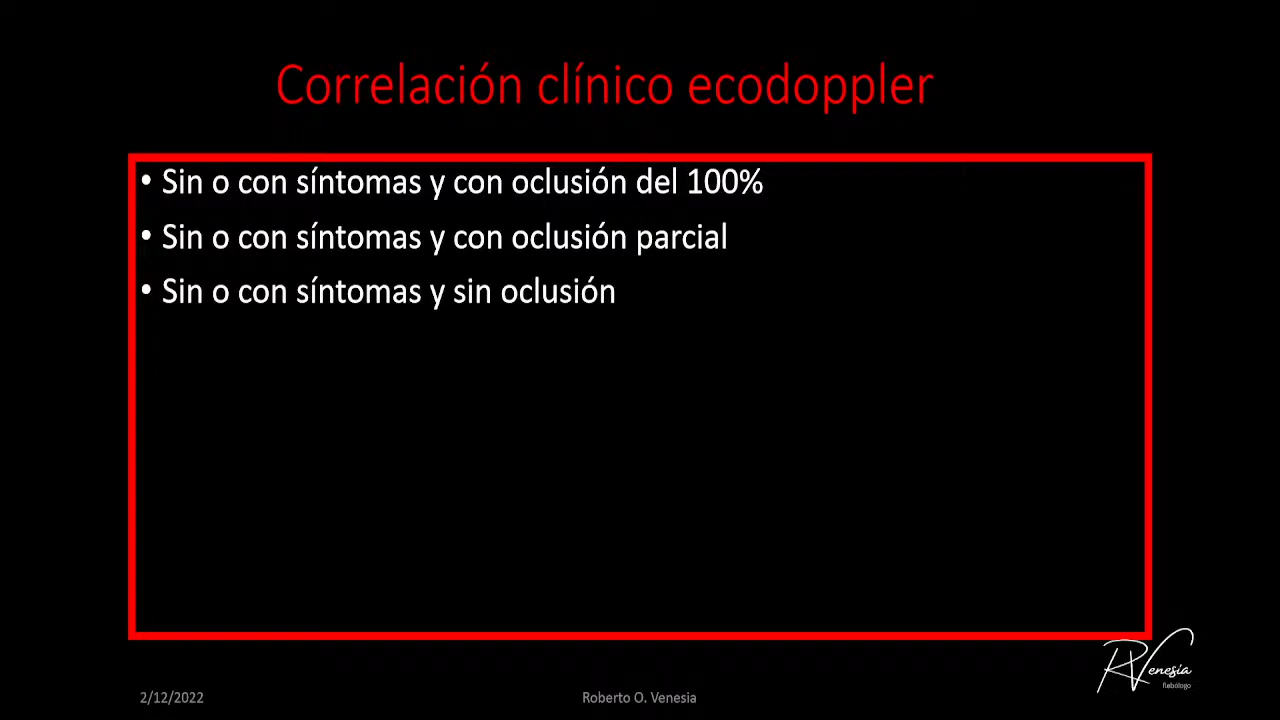 Correlación clínico ecodoppler
• Sin o con síntomas y con oclusión del 100%
• Sin o con síntomas y con oclusión parcial
• Sin o con síntomas y sin oclusión
RVenesia
flebólogo
2/12/2022
Roberto O. Venesia